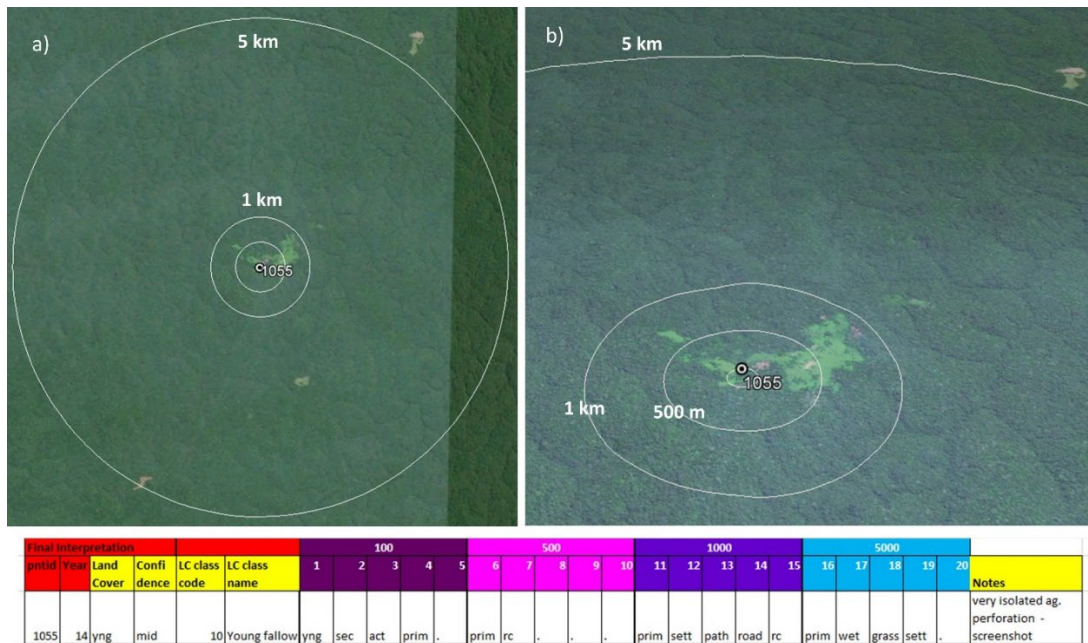 a)
5 km
1 km
1055
b)
5 km
1055
1 km
500 m
Final Interpretation 100 500 1000 5000
pntid Year Land Cover Confi dence LC class code LC class name 1 2 3 4 5 6 7 8 9 10 11 12 13 14 15 16 17 18 19 20 Notes
1055 14 yng mid 10 Young fallow yng sec act prim . prim rc . . . prim sett path road rc prim wet grass sett . very isolated ag. perforation - screenshot